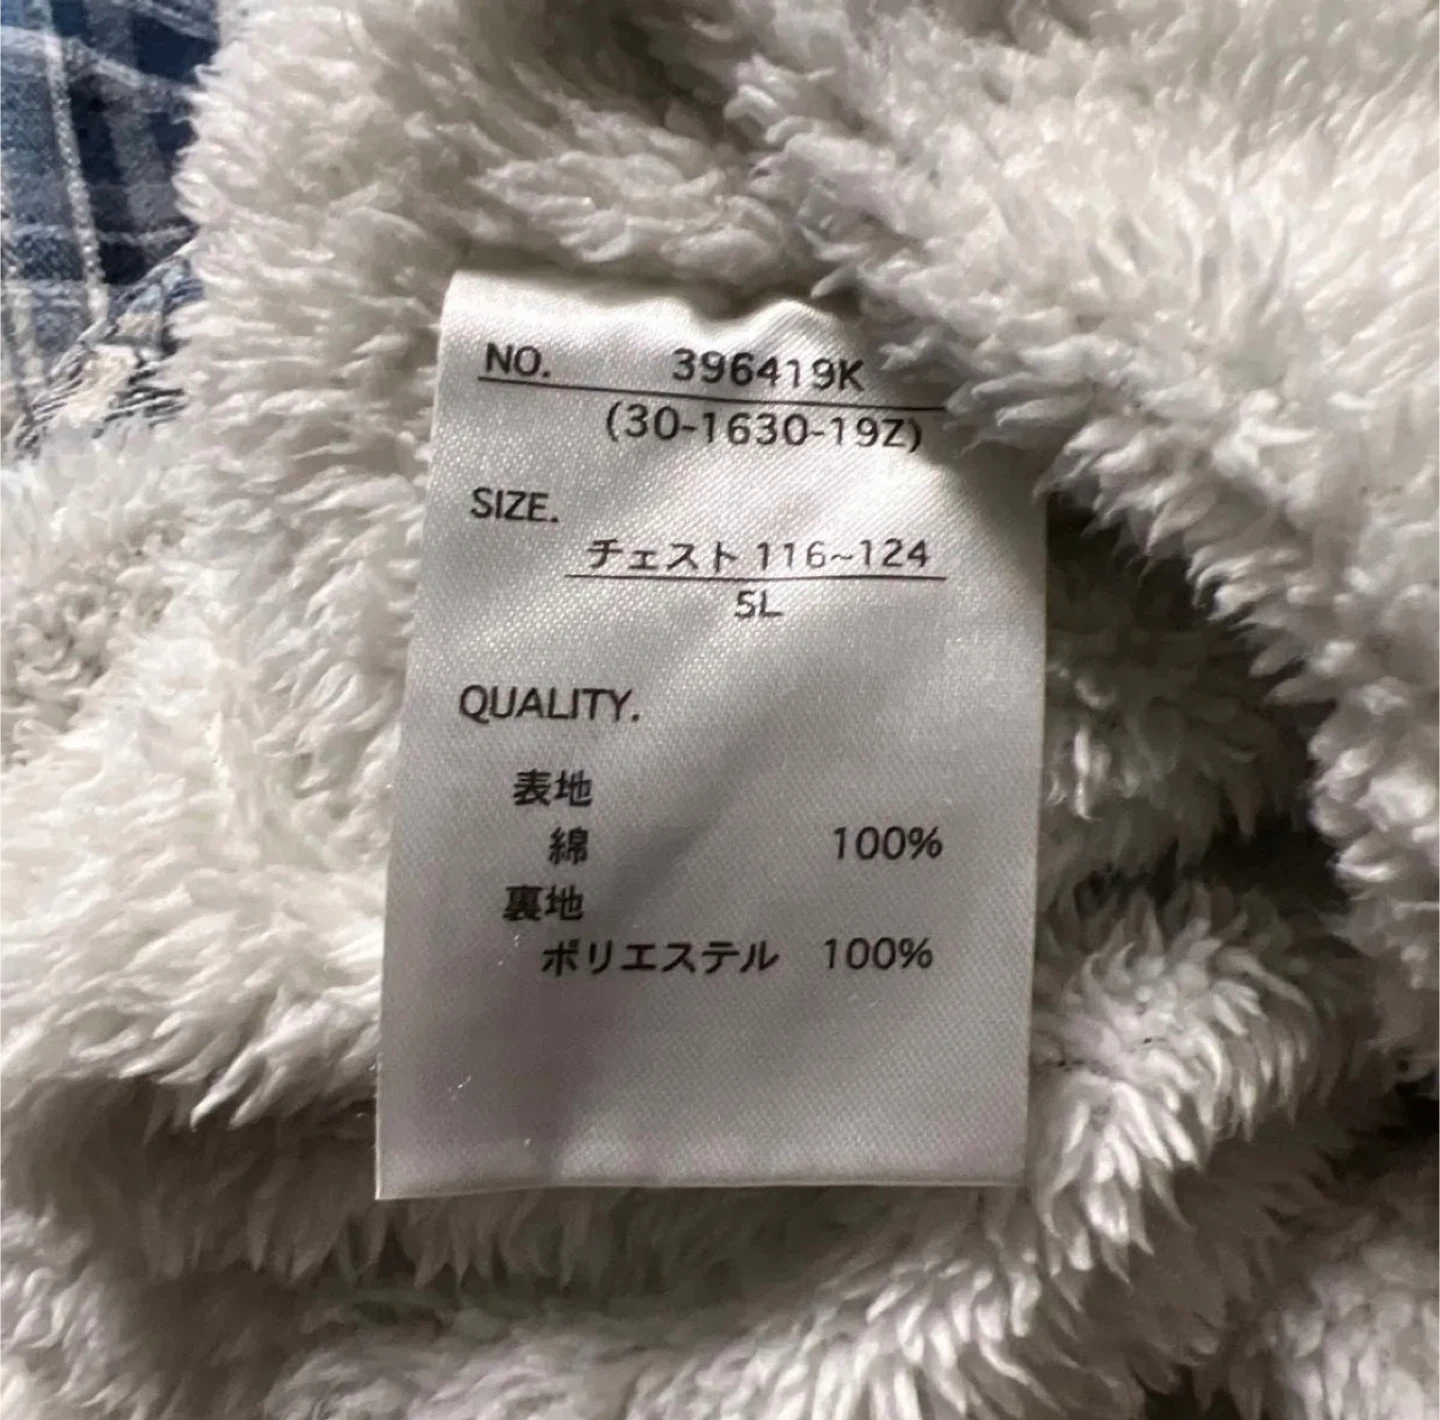 NO. 396419K
(30-1630-19Z)
SIZE.
チェスト 116~124
5L
QUALITY.
表地
綿 100%
裏地
ポリエステル 100%